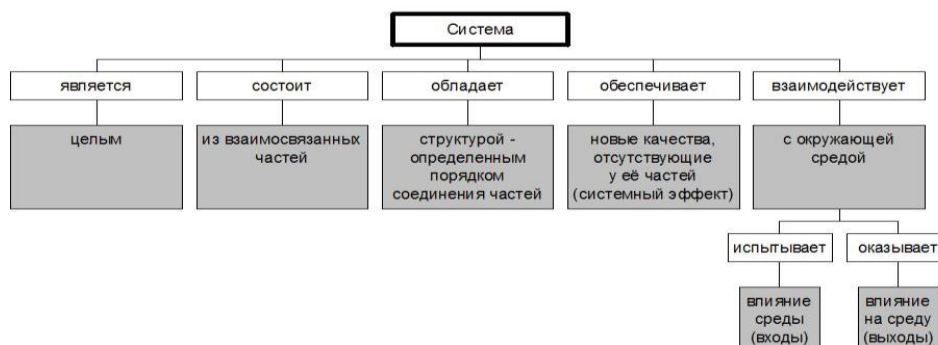 Система
является
состоит
обладает
обеспечивает
взаимодействует
целым
из взаимосвязанных
частей
структурой -
определенным
порядком
соединения частей
новые качества,
отсутствующие
у её частей
(системный эффект)
с окружающей
средой
испытывает
оказывает
влияние
среды
(входы)
влияние
на среду
(выходы)